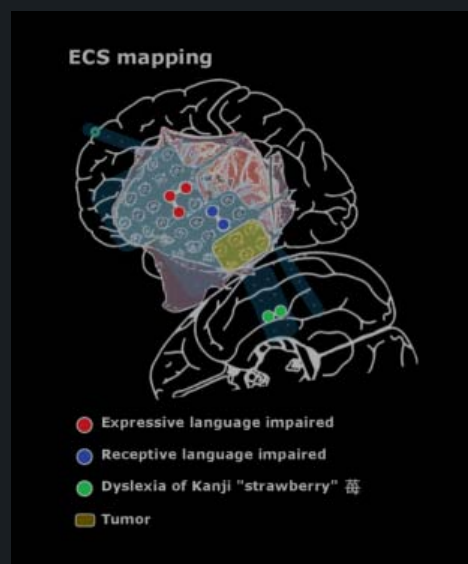 ECS mapping
Expressive language impaired
Receptive language impaired
Dyslexia of Kanji "strawberry" 苺
Tumor